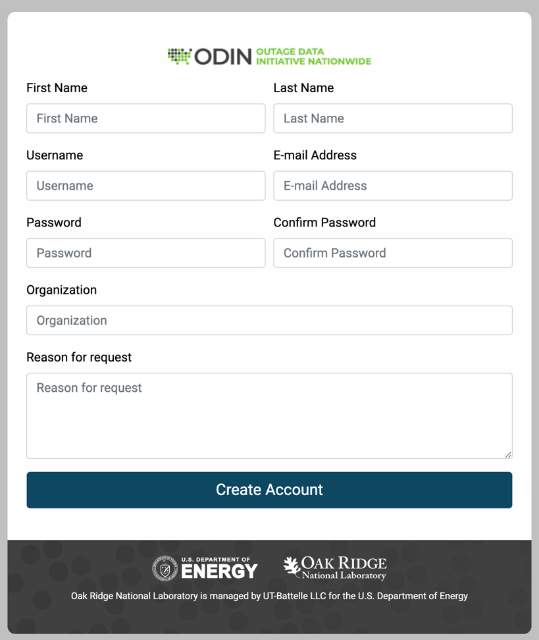 ODIN OUTAGE DATA
INITIATIVE NATIONWIDE
First Name Last Name
First Name Last Name
Username E-mail Address
Username E-mail Address
Password Confirm Password
Password Confirm Password
Organization
Organization
Reason for request
Reason for request
Create Account
U.S. DEPARTMENT OF
ENERGY
OAK RIDGE
National Laboratory
Oak Ridge National Laboratory is managed by UT-Battelle LLC for the U.S. Department of Energy